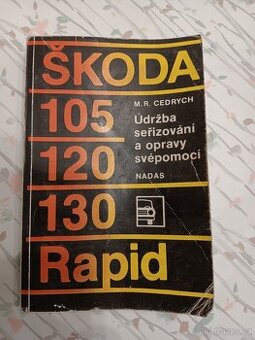 ŠKODA
105
M. R. CEDRYCH
Údržba
seřizování
120
a opravy
svépomocí
130
NADAS
Rapid